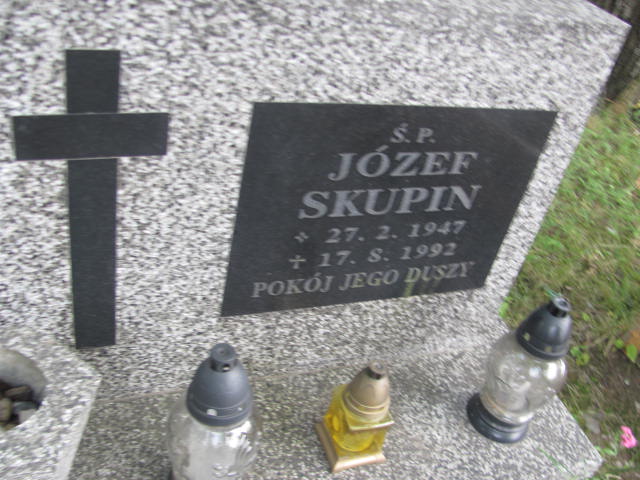 Ś. P.
JÓZEF
SKUPIN
✧ 27. 2. 1947
✝ 17. 8. 1992
POKÓJ JEGO DUSZY